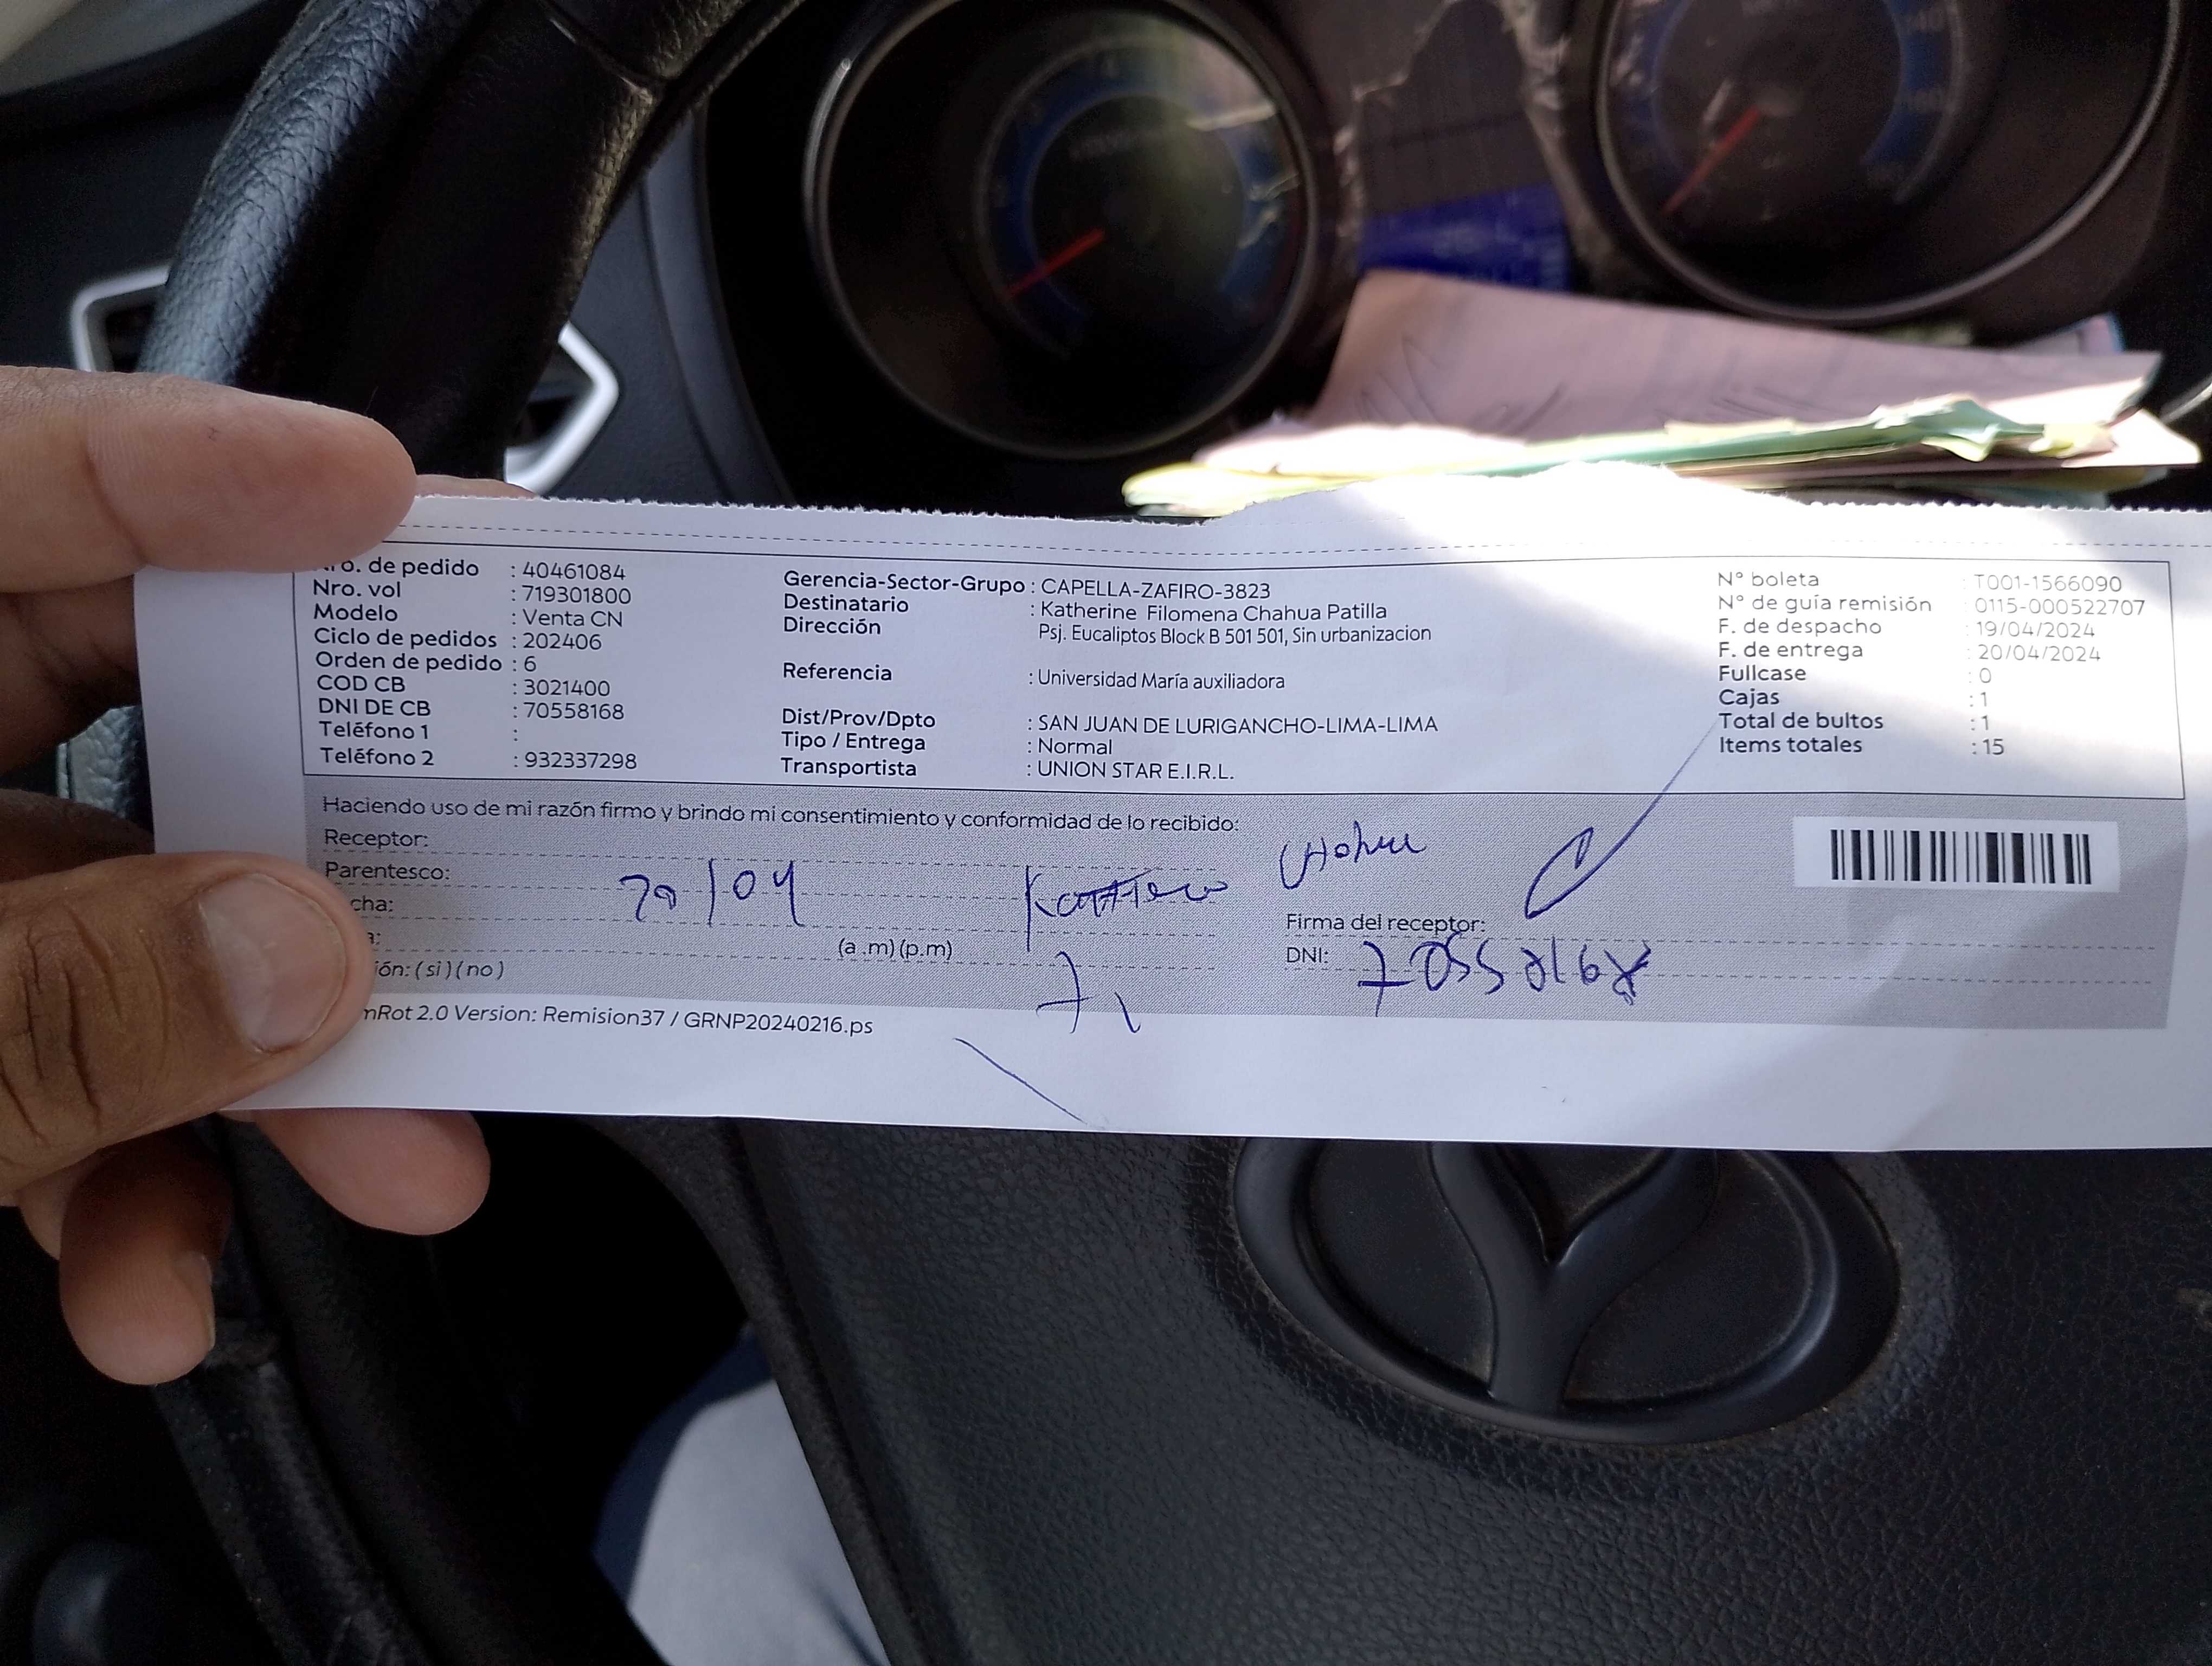 ro. de pedido : 40461084
Nro. vol : 719301800
Modelo : Venta CN
Ciclo de pedidos : 202406
Orden de pedido : 6
COD CB : 3021400
DNI DE CB : 70558168
Teléfono 1 :
Teléfono 2 : 932337298
Gerencia-Sector-Grupo : CAPELLA-ZAFIRO-3823
Destinatario : Katherine Filomena Chahua Patilla
Dirección Psj. Eucaliptos Block B 501 501, Sin urbanizacion
Referencia : Universidad María auxiliadora
Dist/Prov/Dpto : SAN JUAN DE LURIGANCHO-LIMA-LIMA
Tipo / Entrega : Normal
Transportista : UNION STAR E.I.R.L.
N° boleta : T001-1566090
N° de guía remisión : 0115-000522707
F. de despacho : 19/04/2024
F. de entrega : 20/04/2024
Fullcase : 0
Cajas : 1
Total de bultos : 1
Items totales : 15
Haciendo uso de mi razón firmo y brindo mi consentimiento y conformidad de lo recibido:
Receptor:
Parentesco:
cha: 20/04
(a .m)(p.m)
ión: ( si ) ( no )
Firma del receptor:
DNI: 70558168
mRot 2.0 Version: Remision37 / GRNP20240216.ps